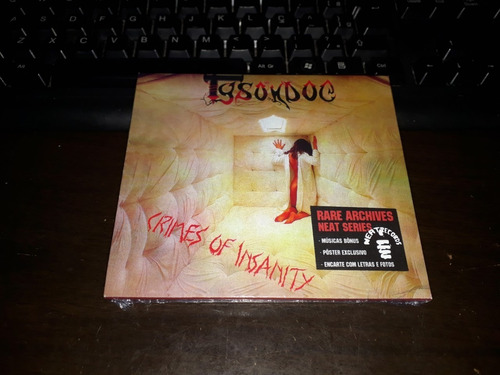 Tysondog
CRIMES OF INSANITY
RARE ARCHIVES
NEAT SERIES
· MÚSICAS BÔNUS
· PÔSTER EXCLUSIVO
· ENCARTE COM LETRAS E FOTOS
NEAT RECORDS